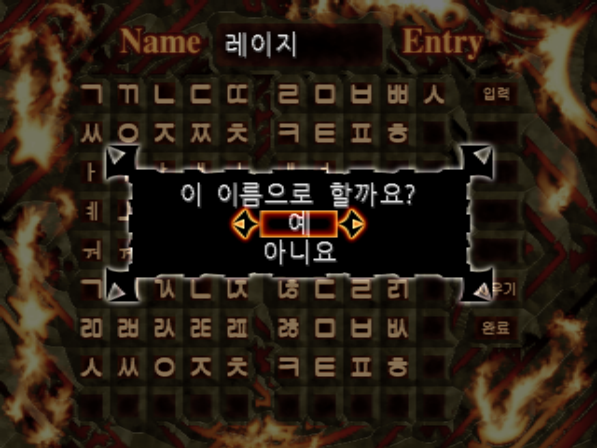 Name 레이지 Entry
ㄱ ㄲ ㄴ ㄷ ㄸ ㄹ ㅁ ㅂ ㅃ ㅅ 입력
ㅆ ㅇ ㅈ ㅉ ㅊ ㅋ ㅌ ㅍ ㅎ
ㅏ
ㅖ
ㅝ
이 이름으로 할까요?
예
아니요
ㄱ ㄳ ㄴ ㄵ ㄶ ㄷ ㄹ ㄺ
ㄻ ㄼ ㄽ ㄾ ㄿ ㅀ ㅁ ㅂ ㅄ 완료
ㅅ ㅆ ㅇ ㅈ ㅊ ㅋ ㅌ ㅍ ㅎ